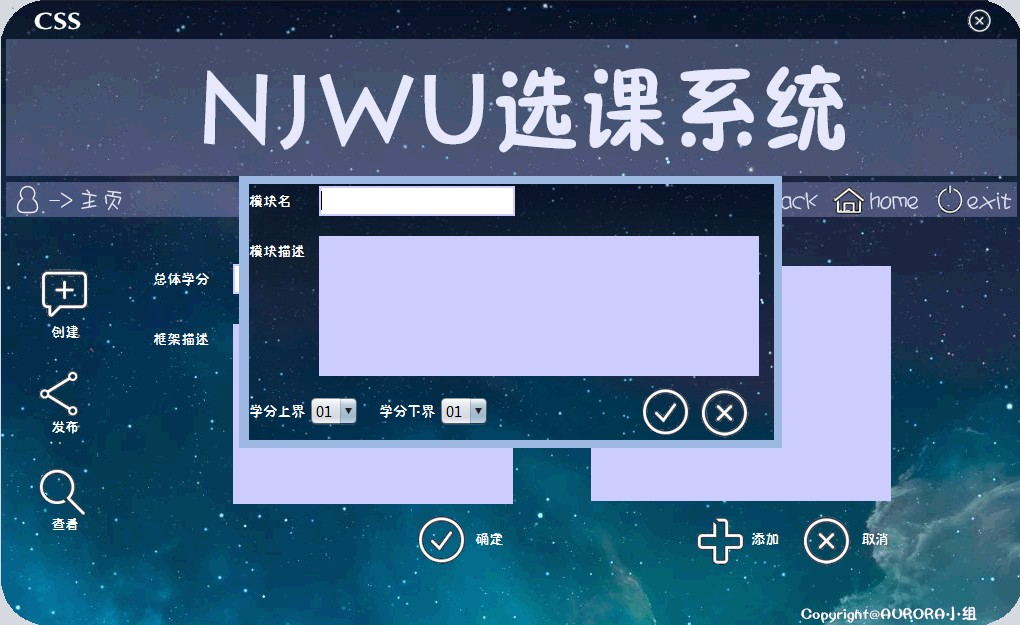 CSS
NJWU选课系统
-> 主页
home
exit
模块名
模块描述
学分上界 01
学分下界 01
总体学分
框架描述
创建
发布
查看
确定
添加
取消
Copyright@AURORA小组